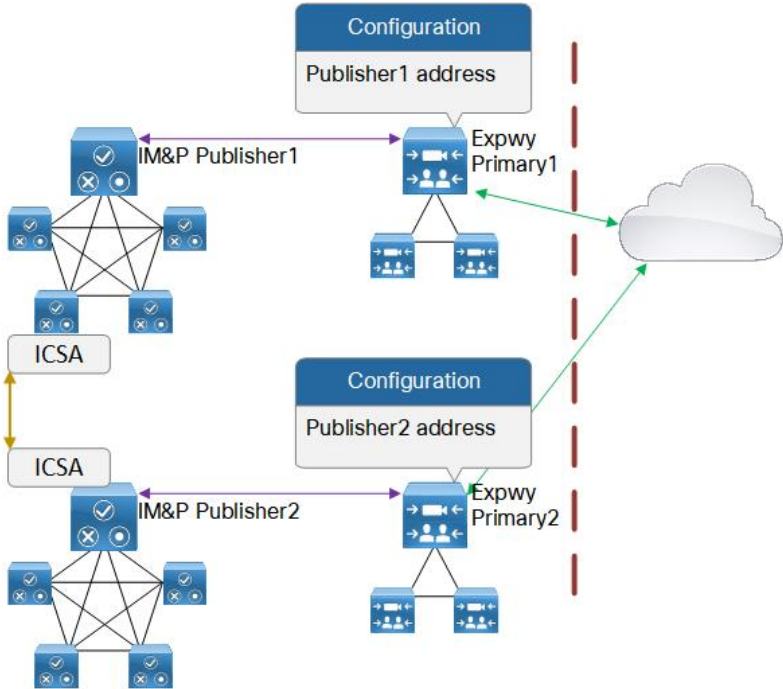 Configuration
Publisher1 address
IM&P Publisher1
Expwy
Primary1
ICSA
Configuration
Publisher2 address
ICSA
IM&P Publisher2
Expwy
Primary2